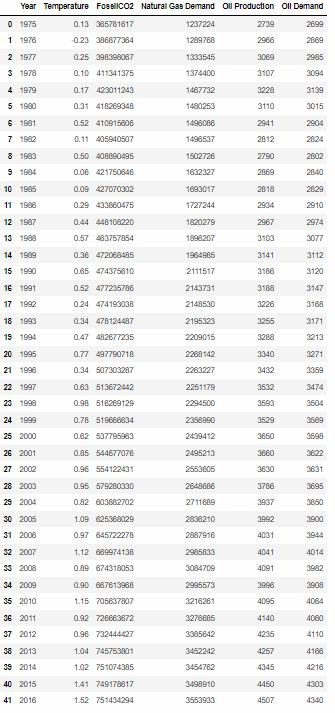 Year Temperature FossilCO2 Natural Gas Demand Oil Production Oil Demand
0 1975 0.13 365781617 1237224 2739 2699
1 1976 -0.23 386877364 1289768 2966 2869
2 1977 0.25 398398067 1333545 3069 2985
3 1978 0.10 411341375 1374400 3107 3094
4 1979 0.17 423011243 1467732 3228 3139
5 1980 0.31 418269348 1480253 3110 3015
6 1981 0.52 410915606 1496086 2941 2904
7 1982 0.11 405940507 1496537 2812 2824
8 1983 0.50 408890495 1502726 2790 2802
9 1984 0.06 421750646 1632327 2869 2840
10 1985 0.09 427070302 1693017 2818 2829
11 1986 0.29 433860475 1727244 2934 2910
12 1987 0.44 448108220 1820279 2967 2974
13 1988 0.57 463757854 1896207 3103 3077
14 1989 0.36 472068485 1964985 3141 3112
15 1990 0.65 474375610 2111517 3186 3120
16 1991 0.52 477235786 2143731 3188 3147
17 1992 0.24 474193038 2148530 3226 3168
18 1993 0.34 478124487 2195323 3255 3171
19 1994 0.47 482677235 2209015 3288 3213
20 1995 0.77 497790718 2268142 3340 3271
21 1996 0.34 507303287 2263227 3432 3359
22 1997 0.63 513672442 2251179 3532 3474
23 1998 0.98 516269129 2294500 3593 3504
24 1999 0.78 519666634 2356990 3529 3569
25 2000 0.62 537795963 2439412 3650 3598
26 2001 0.85 544677076 2495213 3660 3622
27 2002 0.96 554122431 2553605 3630 3631
28 2003 0.95 579280330 2648686 3786 3695
29 2004 0.82 603882702 2711689 3937 3850
30 2005 1.09 625368029 2836210 3992 3900
31 2006 0.97 645722278 2887916 4031 3944
32 2007 1.12 669974138 2985833 4041 4014
33 2008 0.89 674318053 3084709 4091 3982
34 2009 0.90 667613968 2995573 3996 3908
35 2010 1.15 705637807 3216261 4095 4064
36 2011 0.92 726663672 3276685 4140 4060
37 2012 0.96 732444427 3385642 4235 4110
38 2013 1.04 745753801 3452242 4257 4166
39 2014 1.02 751074385 3454762 4345 4216
40 2015 1.41 749178617 3498910 4450 4303
41 2016 1.52 751434294 3553933 4507 4340